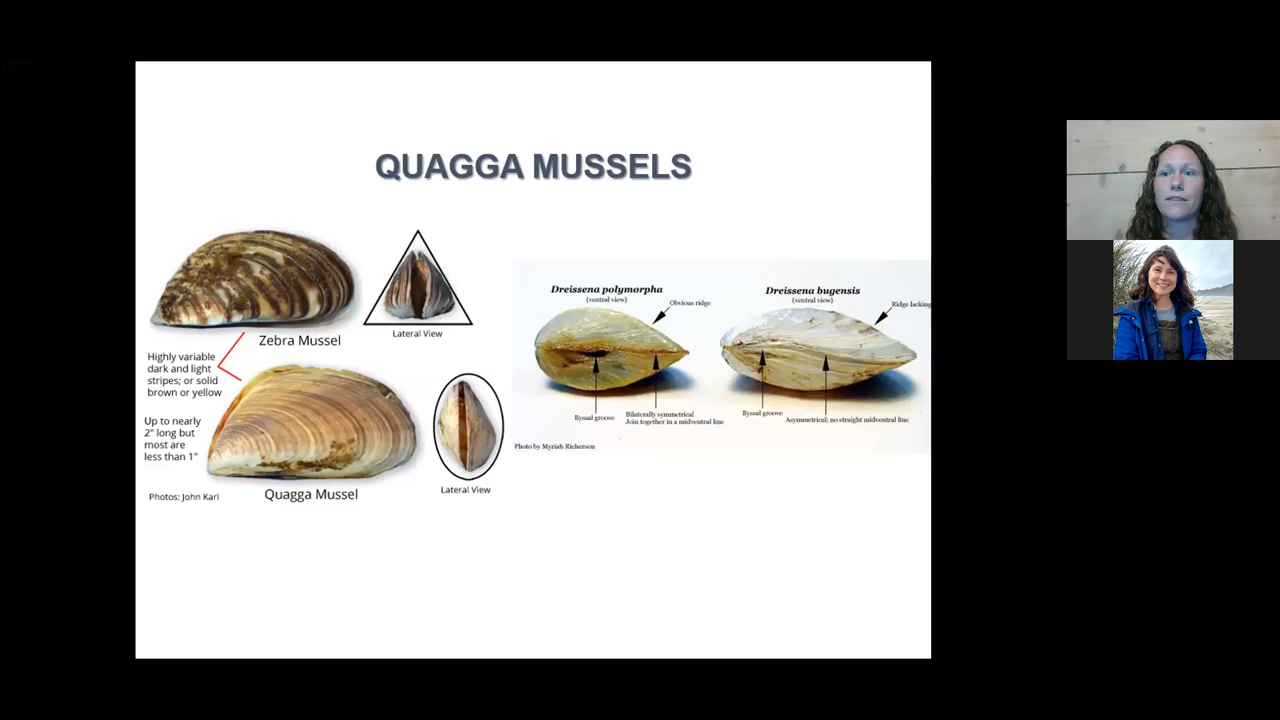 QUAGGA MUSSELS
Zebra Mussel
Lateral View
Highly variable
dark and light
stripes; or solid
brown or yellow
Up to nearly
2" long but
most are
less than 1"
Photos: John Karl
Quagga Mussel
Lateral View
Dreissena polymorpha
(ventral view)
Obvious ridge
Byssal groove
Bilaterally symmetrical
Join together in a midventral line
Photo by Myriah Richerson
Dreissena bugensis
(ventral view)
Ridge lacking
Byssal groove
Asymmetrical; no straight midventral line